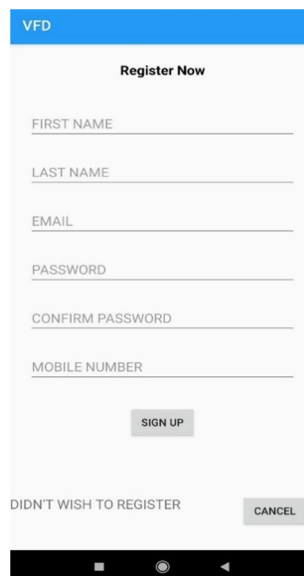 VFD
Register Now
FIRST NAME
LAST NAME
EMAIL
PASSWORD
CONFIRM PASSWORD
MOBILE NUMBER
SIGN UP
DIDN'T WISH TO REGISTER
CANCEL